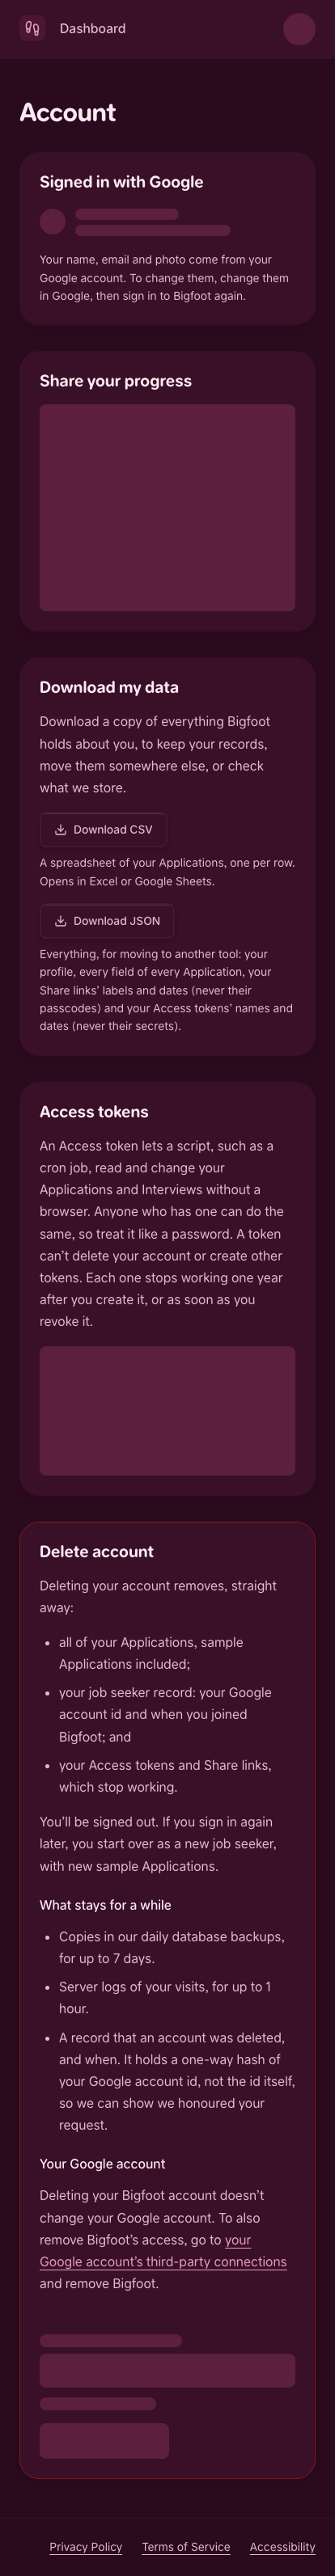 Dashboard
Account
Signed in with Google
Your name, email and photo come from your
Google account. To change them, change them
in Google, then sign in to Bigfoot again.
Share your progress
Download my data
Download a copy of everything Bigfoot
holds about you, to keep your records,
move them somewhere else, or check
what we store.
Download CSV
A spreadsheet of your Applications, one per row.
Opens in Excel or Google Sheets.
Download JSON
Everything, for moving to another tool: your
profile, every field of every Application, your
Share links’ labels and dates (never their
passcodes) and your Access tokens’ names and
dates (never their secrets).
Access tokens
An Access token lets a script, such as a
cron job, read and change your
Applications and Interviews without a
browser. Anyone who has one can do the
same, so treat it like a password. A token
can’t delete your account or create other
tokens. Each one stops working one year
after you create it, or as soon as you
revoke it.
Delete account
Deleting your account removes, straight
away:
• all of your Applications, sample
Applications included;
• your job seeker record: your Google
account id and when you joined
Bigfoot; and
• your Access tokens and Share links,
which stop working.
You’ll be signed out. If you sign in again
later, you start over as a new job seeker,
with new sample Applications.
What stays for a while
• Copies in our daily database backups,
for up to 7 days.
• Server logs of your visits, for up to 1
hour.
• A record that an account was deleted,
and when. It holds a one-way hash of
your Google account id, not the id itself,
so we can show we honoured your
request.
Your Google account
Deleting your Bigfoot account doesn’t
change your Google account. To also
remove Bigfoot’s access, go to your
Google account’s third-party connections
and remove Bigfoot.
Privacy Policy Terms of Service Accessibility